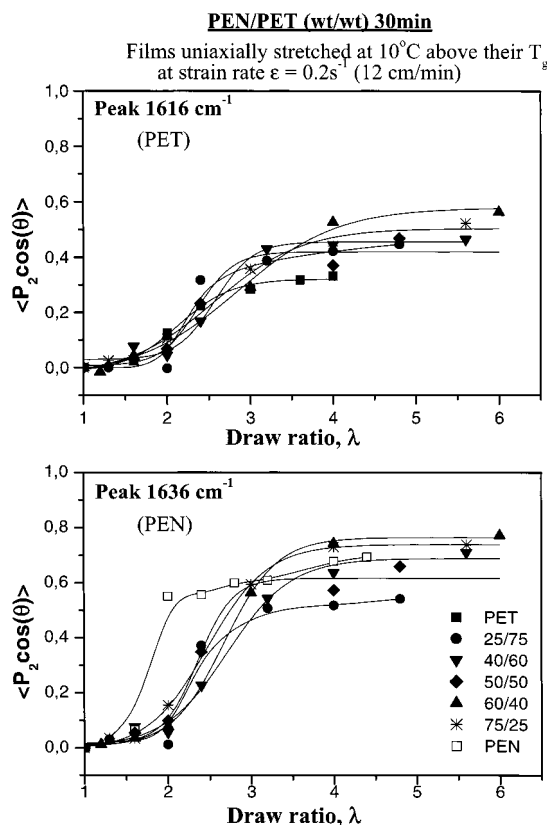 PEN/PET (wt/wt) 30min
Films uniaxially stretched at 10°C above their Tg
at strain rate ε = 0.2s⁻¹ (12 cm/min)
Peak 1616 cm⁻¹
(PET)
0,8
0,6
0,4
0,2
0,0
<P₂cos(θ)>
1 2 3 4 5 6
Draw ratio, λ
Peak 1636 cm⁻¹
(PEN)
1,0
0,8
0,6
0,4
0,2
0,0
<P₂cos(θ)>
PET
25/75
40/60
50/50
60/40
75/25
PEN
1 2 3 4 5 6
Draw ratio, λ